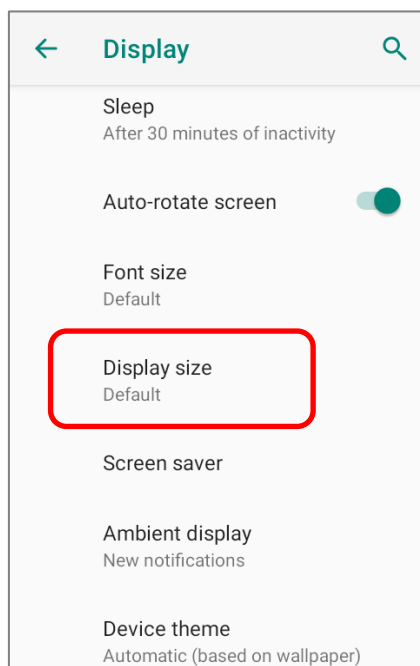 Display
Sleep
After 30 minutes of inactivity
Auto-rotate screen
Font size
Default
Display size
Default
Screen saver
Ambient display
New notifications
Device theme
Automatic (based on wallpaper)